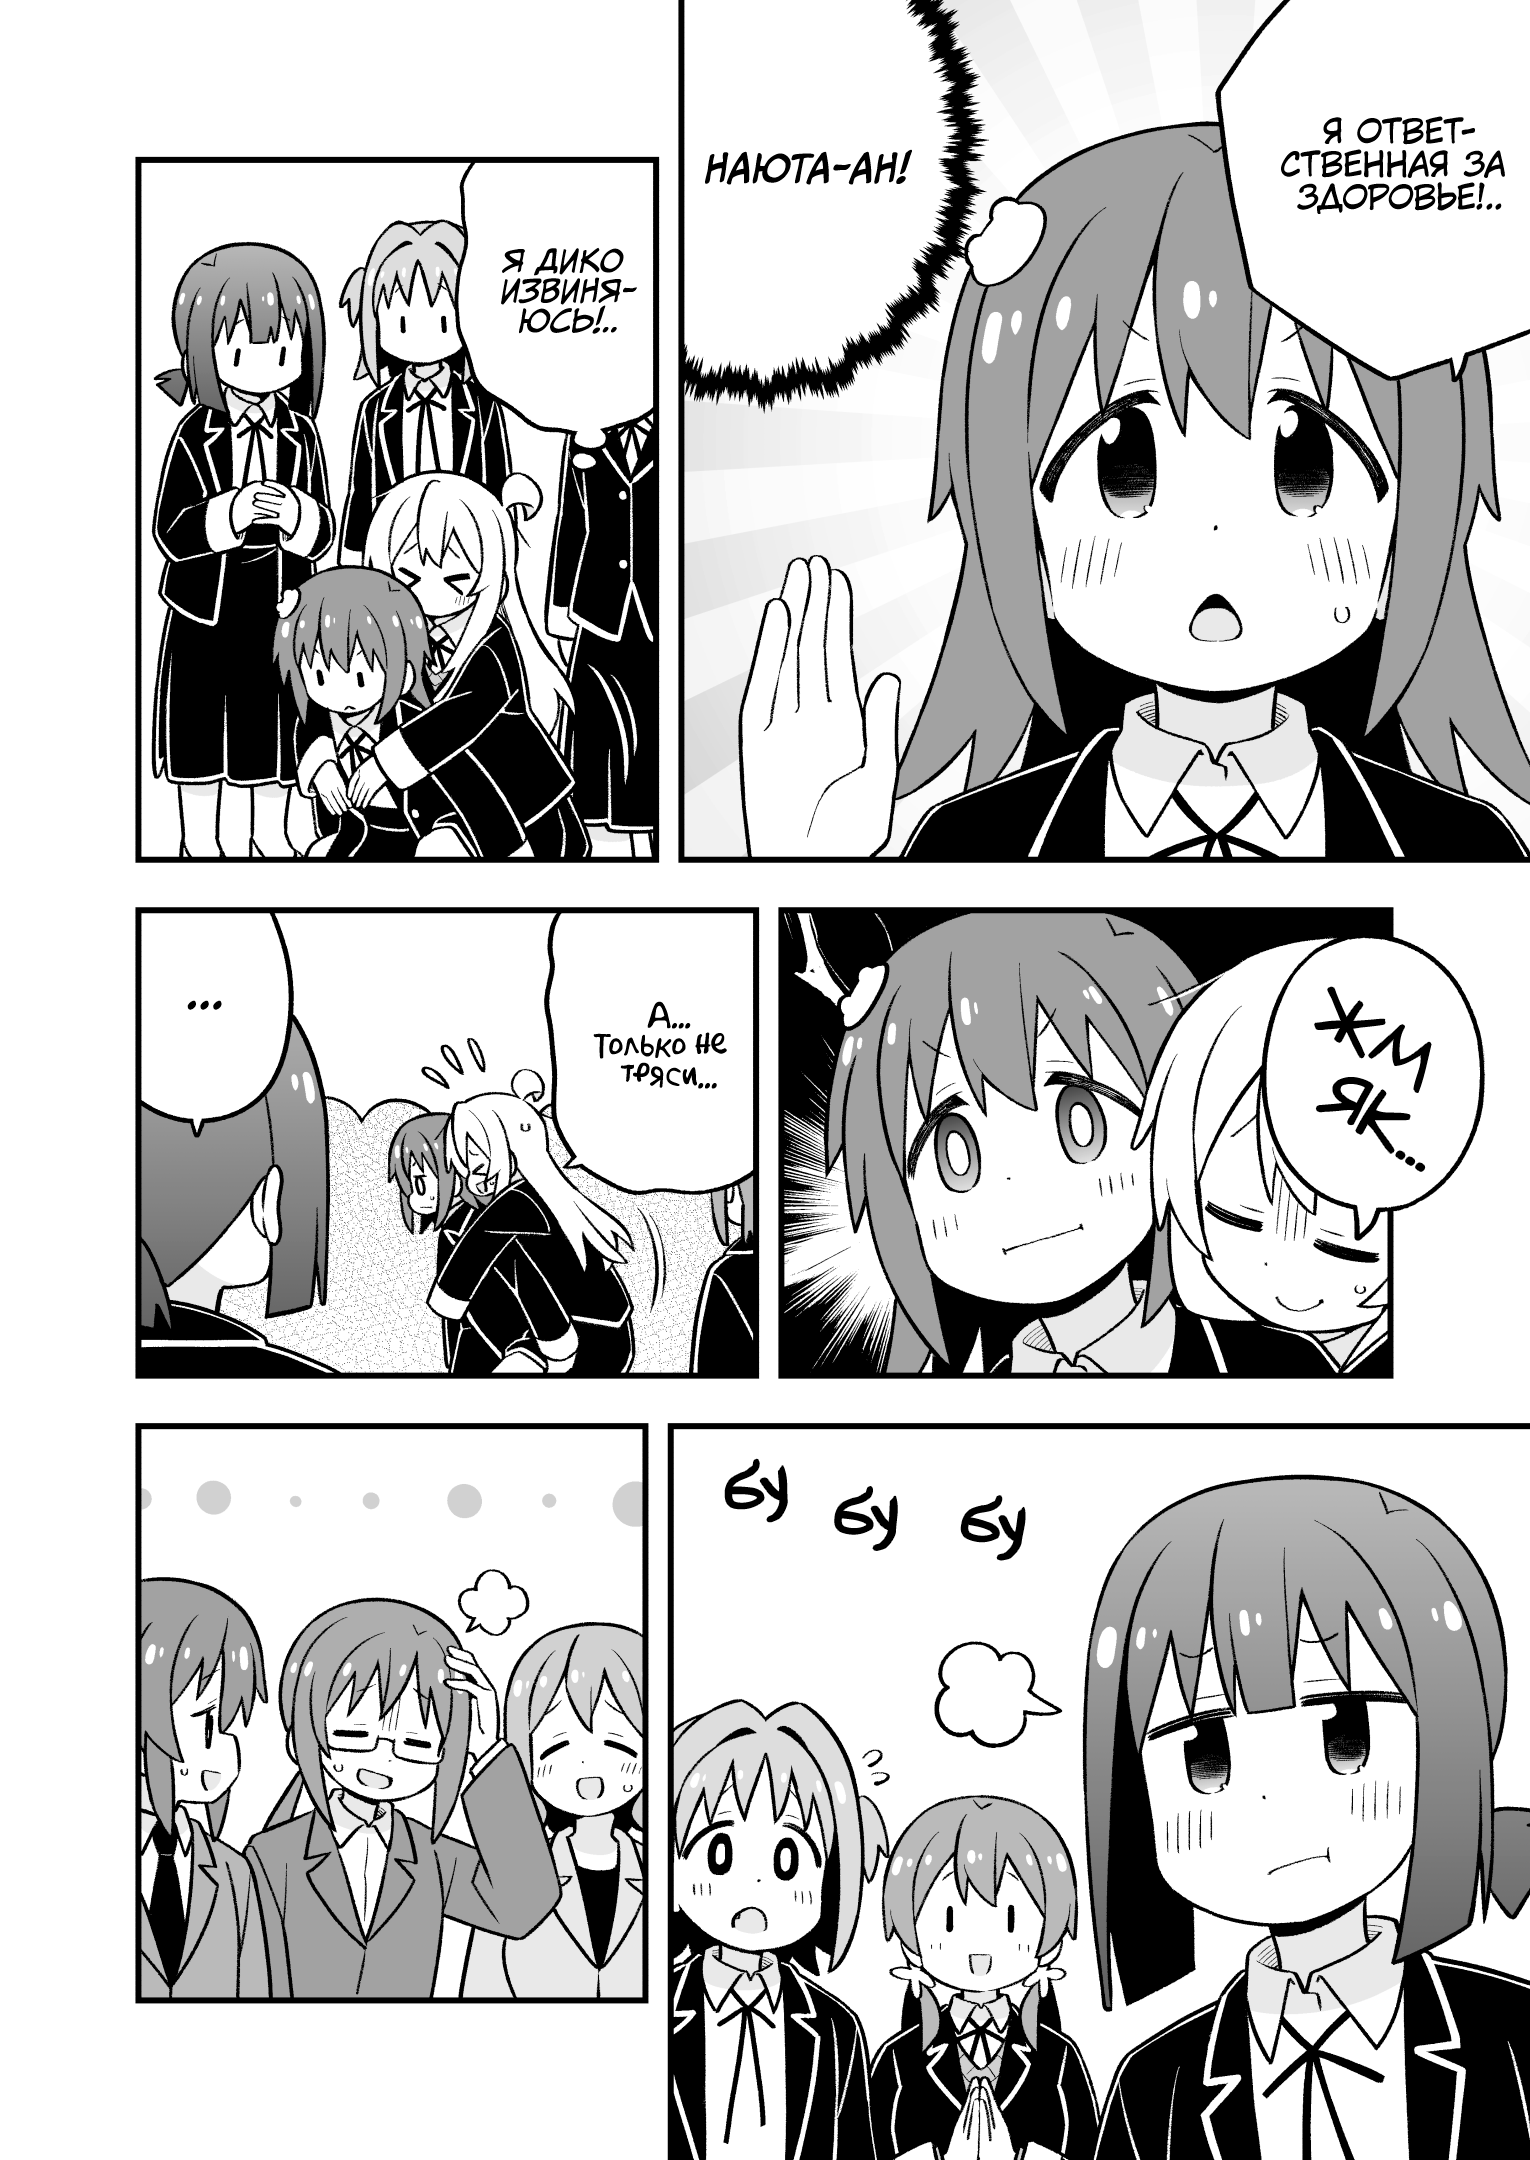 Я ОТВЕТ-
СТВЕННАЯ ЗА
ЗДОРОВЬЕ!..
НАЮТА-АН!
Я ДИКО
ИЗВИНЯ-
ЮСЬ!..
ЖМ
ЯК...
А...
ТОЛЬКО НЕ
ТРЯСИ...
...
БУ БУ БУ